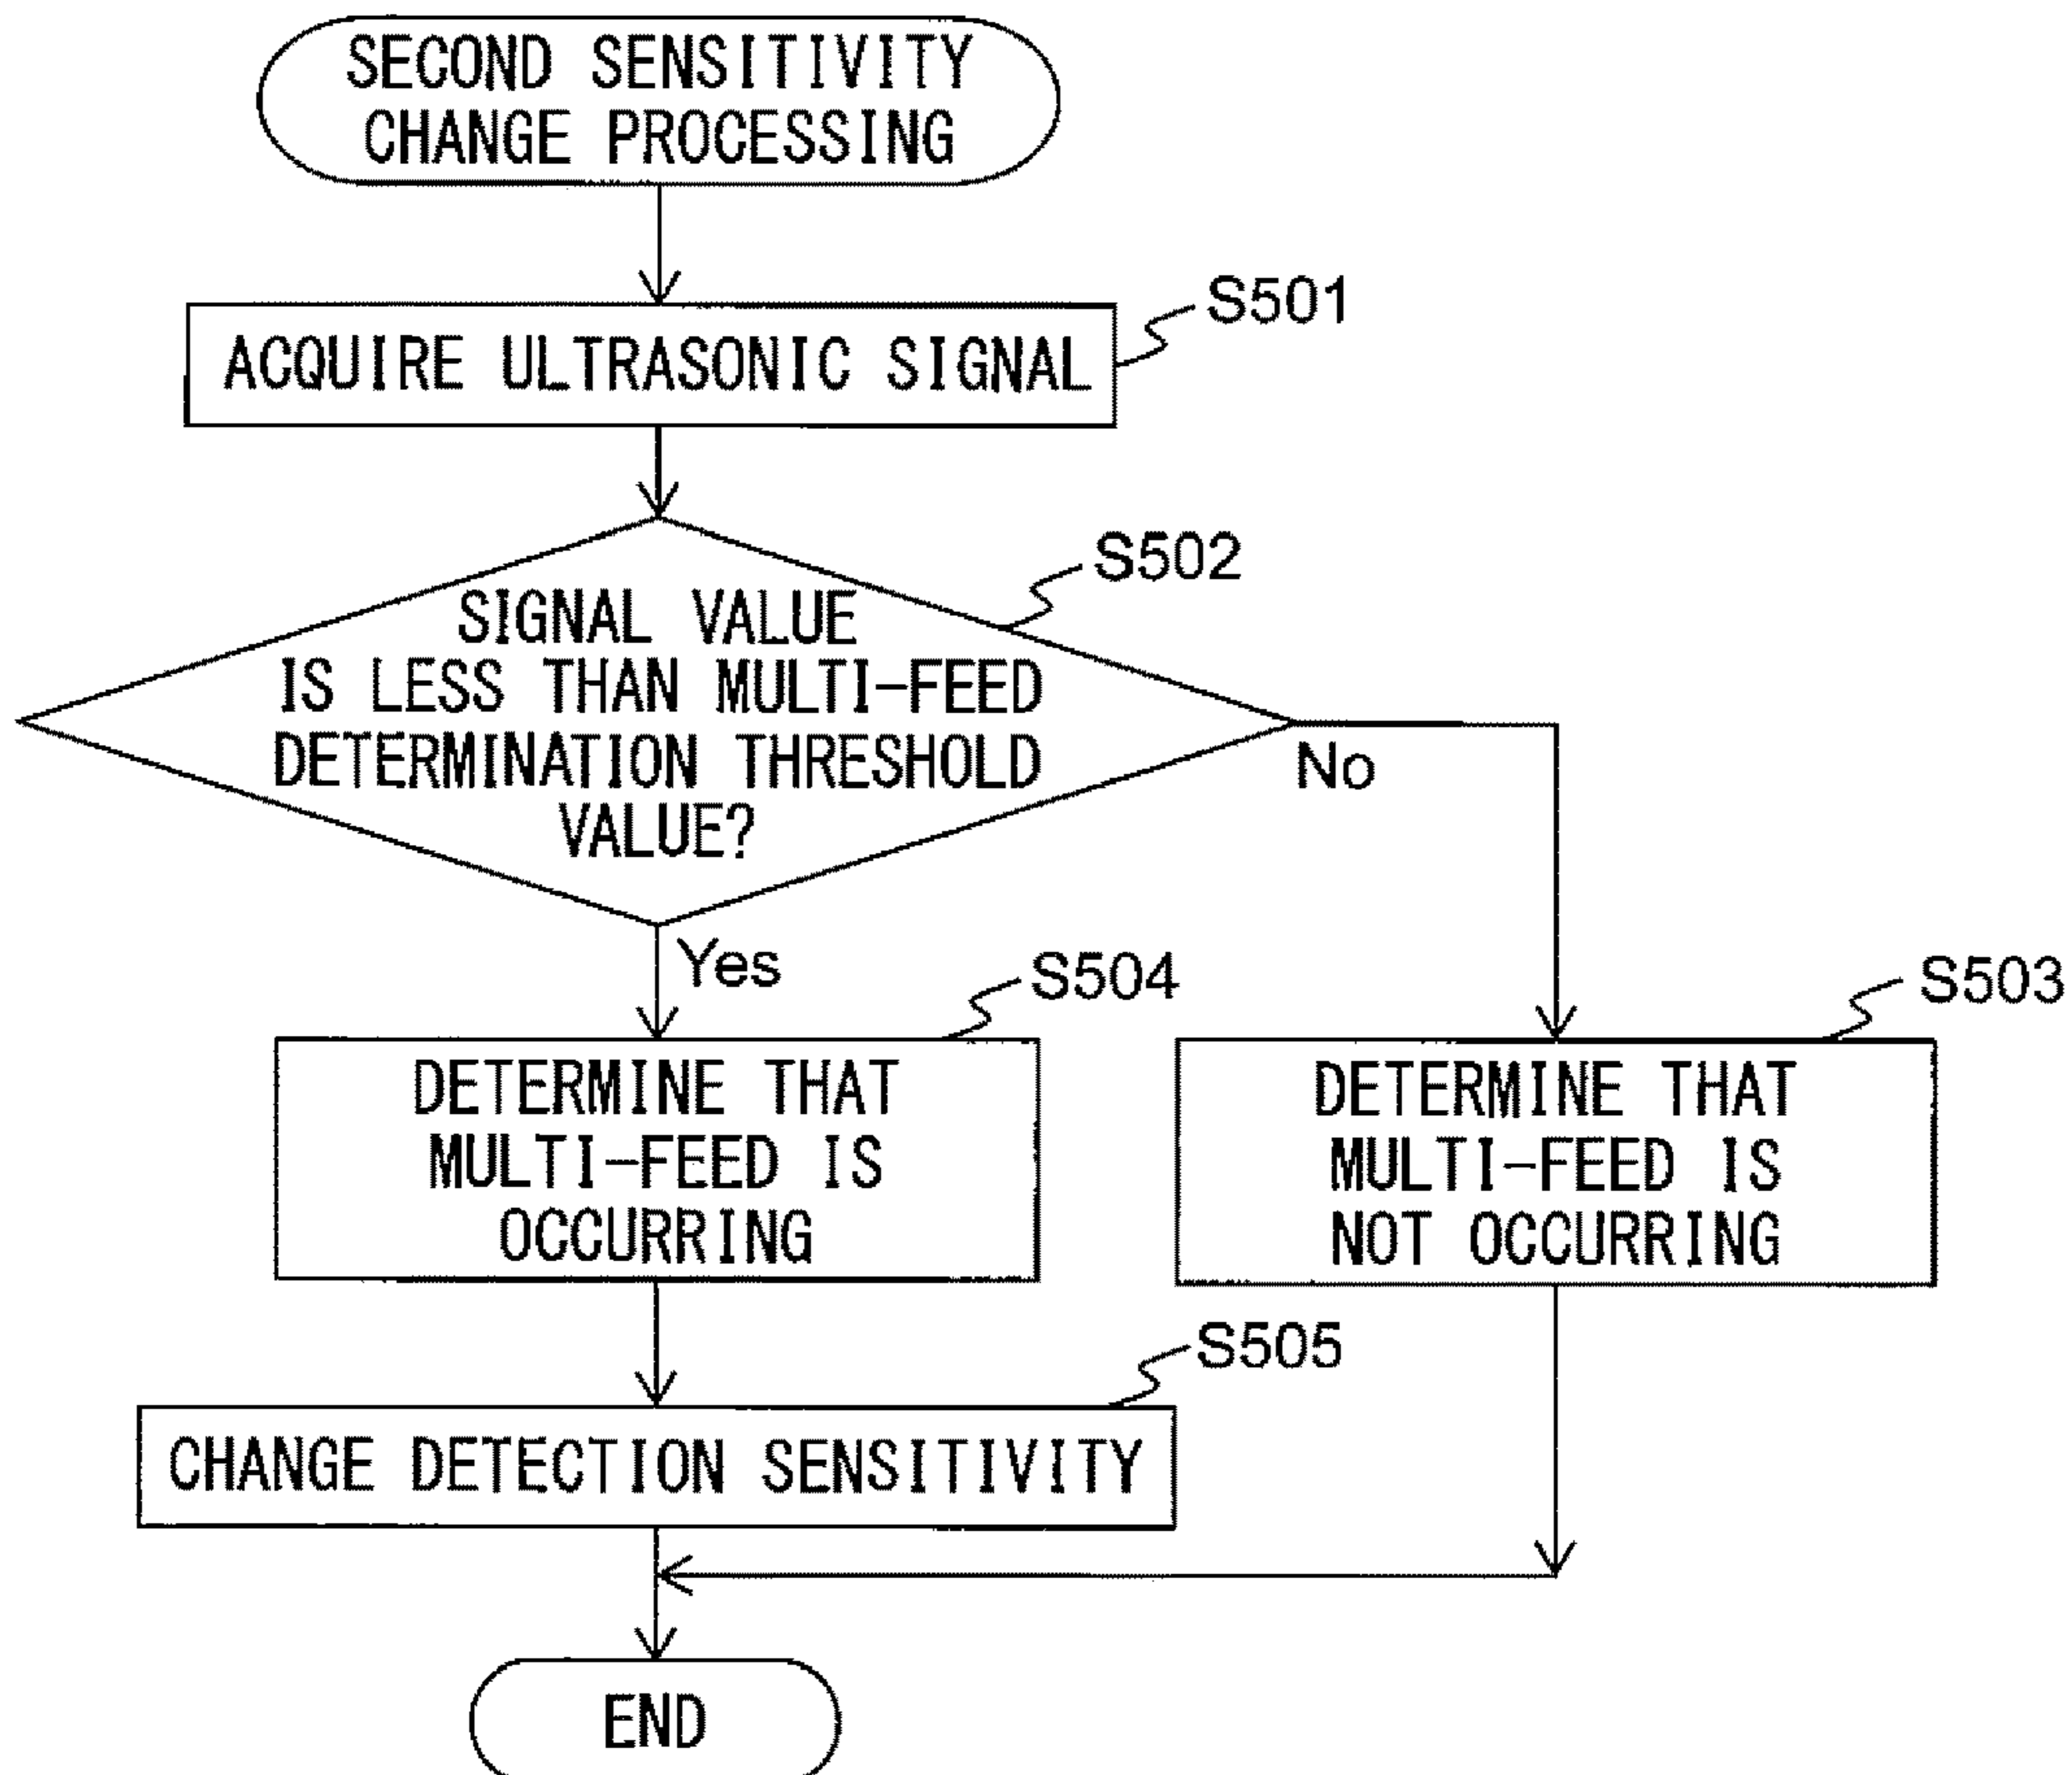 SECOND SENSITIVITY
CHANGE PROCESSING
S501
ACQUIRE ULTRASONIC SIGNAL
S502
SIGNAL VALUE
IS LESS THAN MULTI-FEED
DETERMINATION THRESHOLD
VALUE?
No
Yes
S504
S503
DETERMINE THAT
MULTI-FEED IS
OCCURRING
DETERMINE THAT
MULTI-FEED IS
NOT OCCURRING
S505
CHANGE DETECTION SENSITIVITY
END